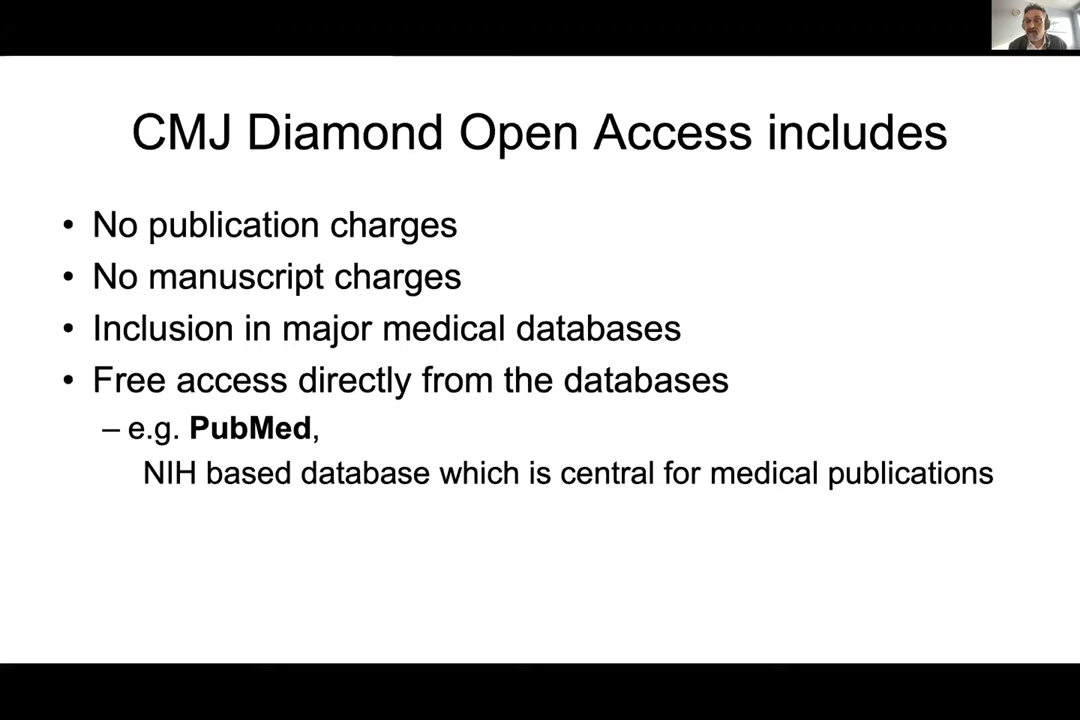 CMJ Diamond Open Access includes
• No publication charges
• No manuscript charges
• Inclusion in major medical databases
• Free access directly from the databases
– e.g. PubMed,
NIH based database which is central for medical publications